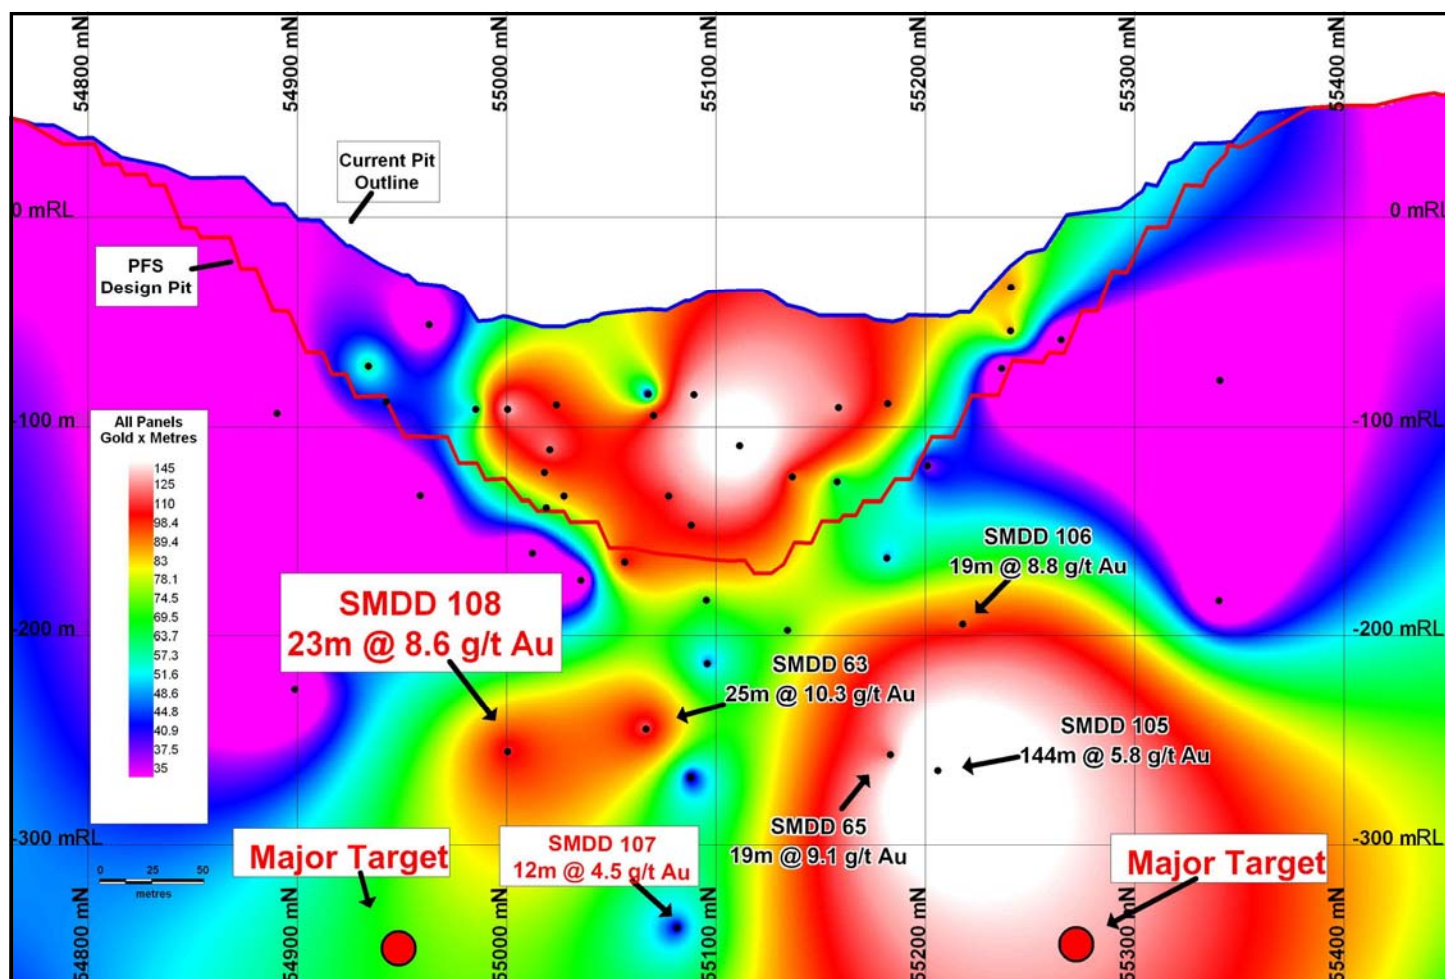 54800 mN
54900 mN
55000 mN
55100 mN
55200 mN
55300 mN
55400 mN
Current Pit
Outline
0 mRL
0 mRL
PFS
Design Pit
-100 m
-100 mRL
All Panels
Gold x Metres
145
125
110
98.4
89.4
83
78.1
74.5
69.5
63.7
57.3
51.6
48.6
44.8
40.9
37.5
35
SMDD 106
19m @ 8.8 g/t Au
SMDD 108
23m @ 8.6 g/t Au
-200 m
-200 mRL
SMDD 63
25m @ 10.3 g/t Au
SMDD 105
144m @ 5.8 g/t Au
SMDD 65
19m @ 9.1 g/t Au
-300 mRL
-300 mRL
Major Target
SMDD 107
12m @ 4.5 g/t Au
Major Target
0 25 50
metres
54800 mN
54900 mN
55000 mN
55100 mN
55200 mN
55300 mN
55400 mN